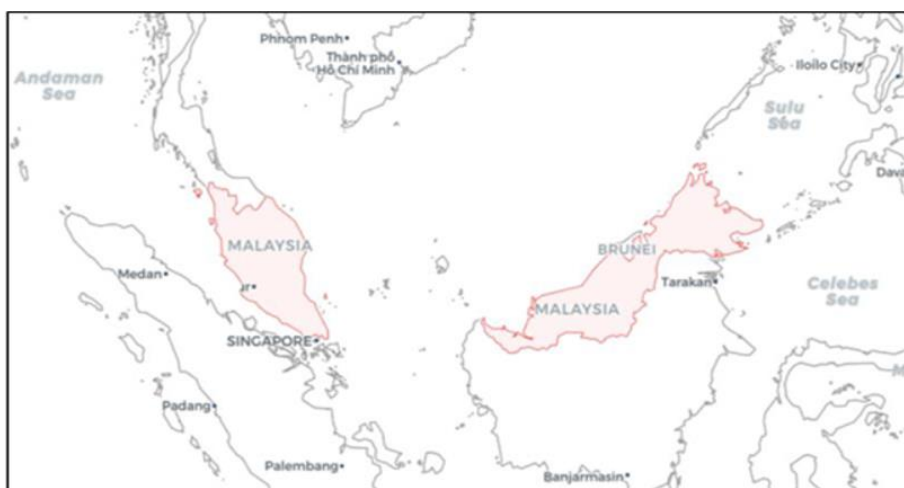 Phnom Penh
Thành phố
Hồ Chí Minh
Iloilo City
Andaman
Sea
Sulu
Sea
MALAYSIA
BRUNEI
Medan
Tarakan
Celebes
Sea
MALAYSIA
SINGAPORE
Padang
Palembang
Banjarmasin